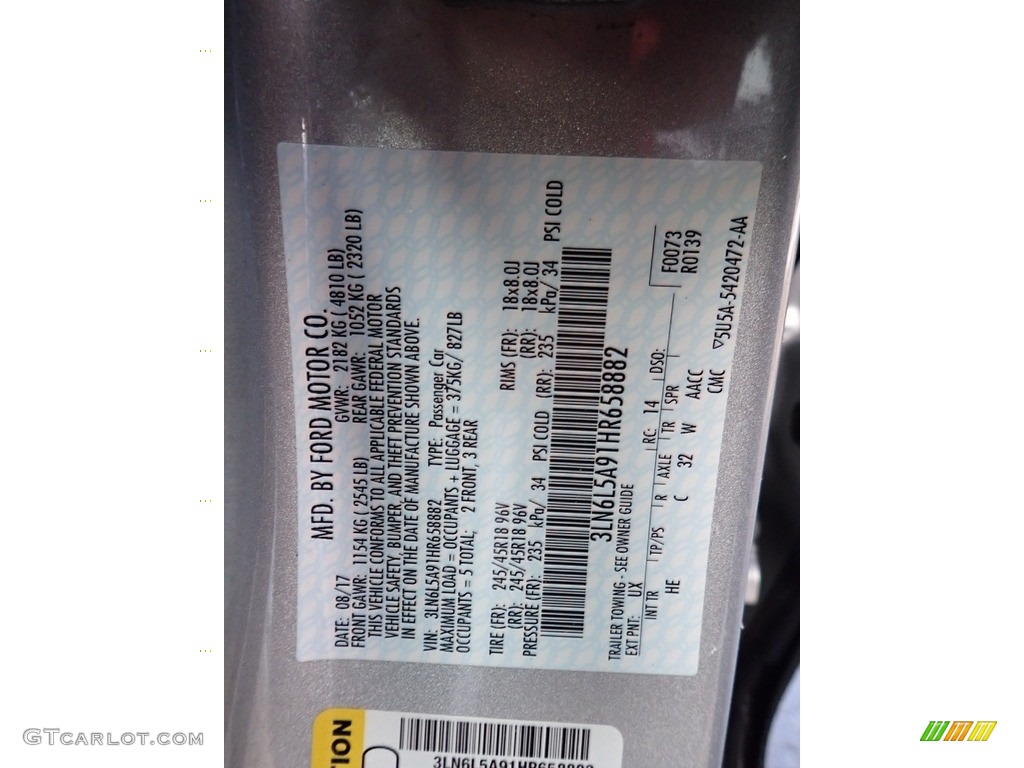 MFD. BY FORD MOTOR CO.
DATE: 08/17 GVWR: 2182 KG ( 4810 LB)
FRONT GAWR: 1154 KG ( 2545 LB) REAR GAWR: 1052 KG ( 2320 LB)
THIS VEHICLE CONFORMS TO ALL APPLICABLE FEDERAL MOTOR
VEHICLE SAFETY, BUMPER, AND THEFT PREVENTION STANDARDS
IN EFFECT ON THE DATE OF MANUFACTURE SHOWN ABOVE.
VIN: 3LN6L5A91HR658882 TYPE: Passenger Car
MAXIMUM LOAD = OCCUPANTS + LUGGAGE = 375KG/ 827LB
OCCUPANTS = 5 TOTAL; 2 FRONT, 3 REAR
TIRE (FR): 245/45R18 96V RIMS (FR): 18x8.0J
(RR): 245/45R18 96V (RR): 18x8.0J
PRESSURE (FR): 235 kPa/ 34 PSI COLD (RR): 235 kPa/ 34 PSI COLD
3LN6L5A91HR658882
TRAILER TOWING - SEE OWNER GUIDE
EXT PNT: UX RC: 14 DSO: F0073
R0139
INT TR TP/PS R AXLE TR SPR
HE C 32 W AACC
CMC ▽5U5A-5420472-AA
TION
3LN6L5A91HR658882
GTCarlot.com